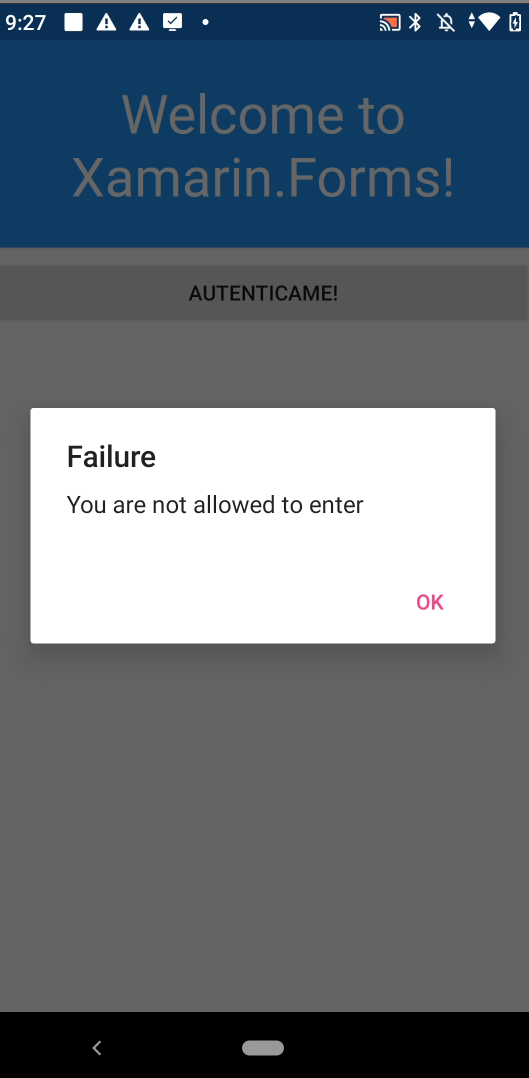 9:27
Welcome to
Xamarin.Forms!
AUTENTICAME!
Failure
You are not allowed to enter
OK